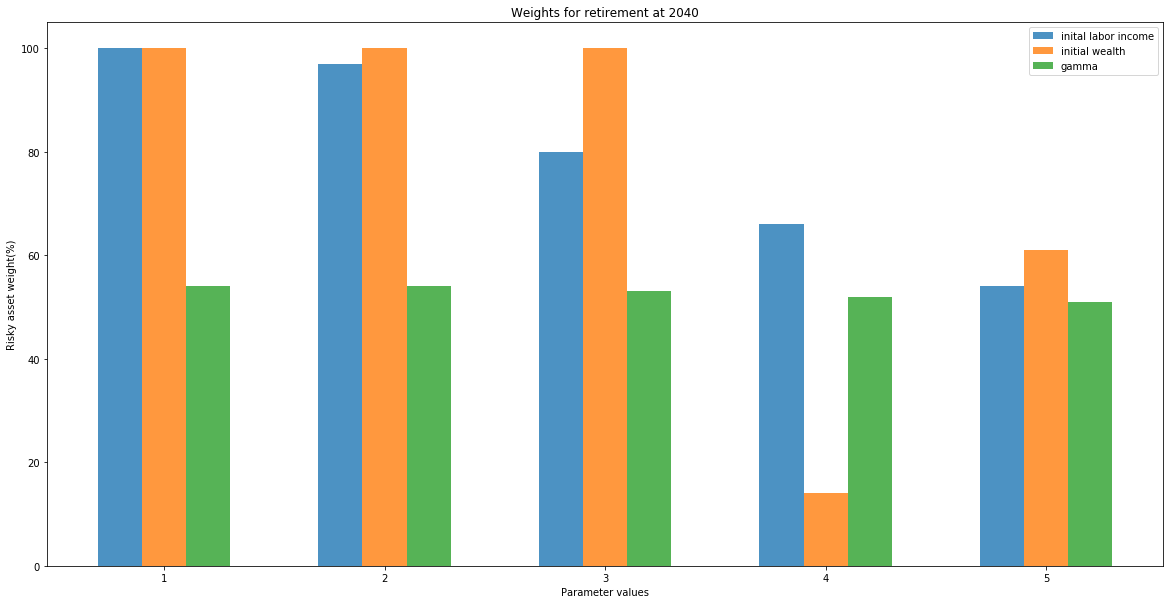 Weights for retirement at 2040
inital labor income
initial wealth
gamma
Risky asset weight(%)
100
80
60
40
20
0
1 2 3 4 5
Parameter values